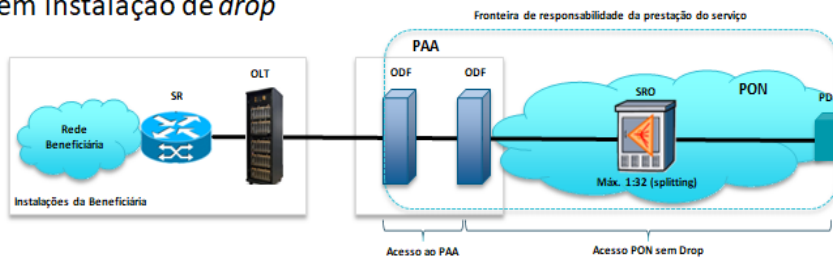 em instalação de drop
Fronteira de responsabilidade da prestação do serviço
PAA
ODF
ODF
OLT
SR
SRO
PON
Rede
Beneficiária
Máx. 1:32 (splitting)
Instalações da Beneficiária
Acesso ao PAA
Acesso PON sem Drop